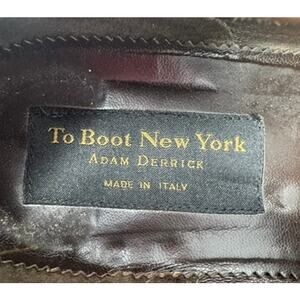 To Boot New York
ADAM DERRICK
MADE IN ITALY